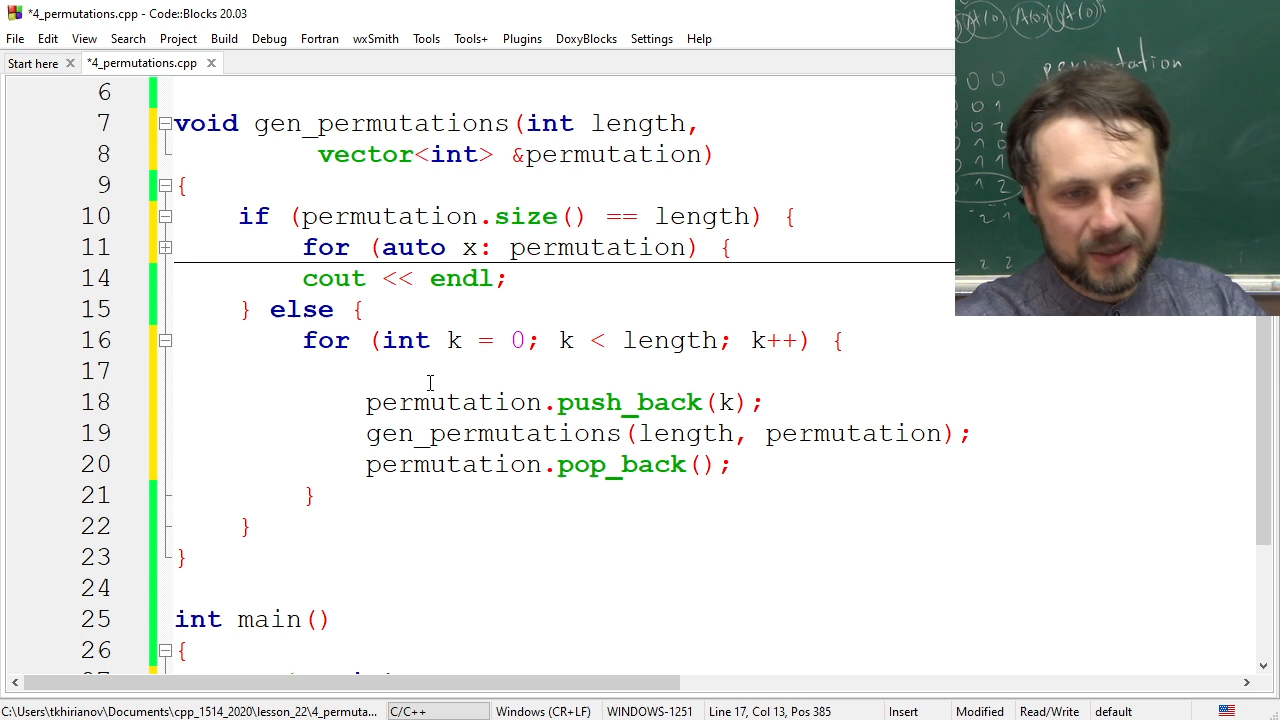 *4_permutations.cpp - Code::Blocks 20.03
File Edit View Search Project Build Debug Fortran wxSmith Tools Tools+ Plugins DoxyBlocks Settings Help
Start here *4_permutations.cpp
6
7 void gen_permutations(int length,
8 vector<int> &permutation)
9 {
10 if (permutation.size() == length) {
11 for (auto x: permutation) {
14 cout << endl;
15 } else {
16 for (int k = 0; k < length; k++) {
17
18 permutation.push_back(k);
19 gen_permutations(length, permutation);
20 permutation.pop_back();
21 }
22 }
23 }
24
25 int main()
26 {
C:\Users\tkhirianov\Documents\cpp_1514_2020\lesson_22\4_permuta... C/C++ Windows (CR+LF) WINDOWS-1251 Line 17, Col 13, Pos 385 Insert Modified Read/Write default